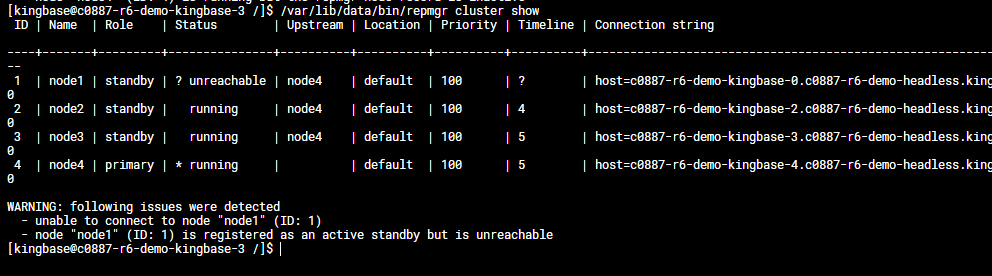 [kingbase@c0887-r6-demo-kingbase-3 /]$ /var/lib/data/bin/repmgr cluster show
 ID | Name  | Role    | Status        | Upstream | Location | Priority | Timeline | Connection string
----+-------+---------+---------------+----------+----------+----------+----------+---------------------------------------------------------
--
 1  | node1 | standby | ? unreachable | node4    | default  | 100      | ?        | host=c0887-r6-demo-kingbase-0.c0887-r6-demo-headless.king
0
 2  | node2 | standby |   running     | node4    | default  | 100      | 4        | host=c0887-r6-demo-kingbase-2.c0887-r6-demo-headless.king
0
 3  | node3 | standby |   running     | node4    | default  | 100      | 5        | host=c0887-r6-demo-kingbase-3.c0887-r6-demo-headless.king
0
 4  | node4 | primary | * running     |          | default  | 100      | 5        | host=c0887-r6-demo-kingbase-4.c0887-r6-demo-headless.king
0
WARNING: following issues were detected
  - unable to connect to node "node1" (ID: 1)
  - node "node1" (ID: 1) is registered as an active standby but is unreachable
[kingbase@c0887-r6-demo-kingbase-3 /]$